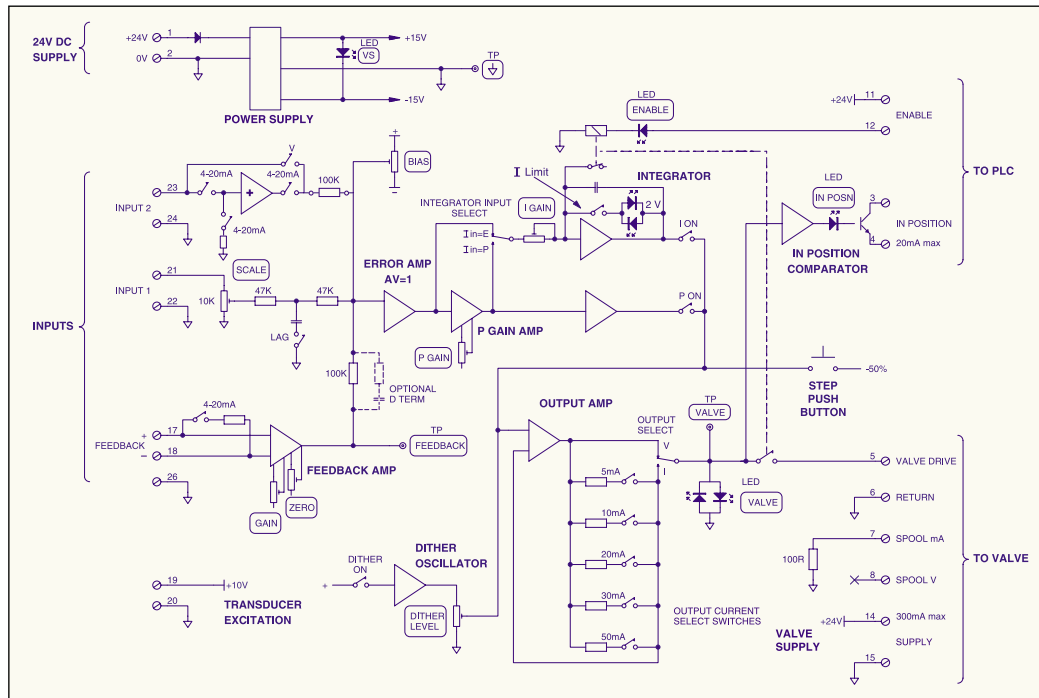 24V DC
SUPPLY
+24V
1
0V
2
LED
VS
+15V
-15V
TP
POWER SUPPLY
LED
ENABLE
+24V
11
12
ENABLE
TO PLC
+
BIAS
–
V
4-20mA
4-20mA
100K
23
INPUT 2
24
+
4-20mA
I Limit
INTEGRATOR
INTEGRATOR INPUT
SELECT
I GAIN
2 V
I in=E
I in=P
I ON
LED
IN POSN
3
IN POSITION
4
20mA max
IN POSITION
COMPARATOR
INPUTS
21
INPUT 1
22
SCALE
10K
47K
47K
LAG
ERROR AMP
AV=1
P GAIN AMP
P GAIN
P ON
100K
OPTIONAL
D TERM
-50%
STEP
PUSH
BUTTON
4-20mA
FEEDBACK
+
17
–
18
26
FEEDBACK AMP
GAIN
ZERO
TP
FEEDBACK
OUTPUT AMP
OUTPUT
SELECT
V
I
TP
VALVE
LED
VALVE
5mA
10mA
20mA
30mA
50mA
OUTPUT CURRENT
SELECT SWITCHES
5
VALVE DRIVE
6
RETURN
7
SPOOL mA
100R
8
SPOOL V
TO VALVE
14
300mA max
+24V
VALVE
SUPPLY
SUPPLY
15
19
+10V
20
TRANSDUCER
EXCITATION
DITHER
ON
+
DITHER
OSCILLATOR
DITHER
LEVEL